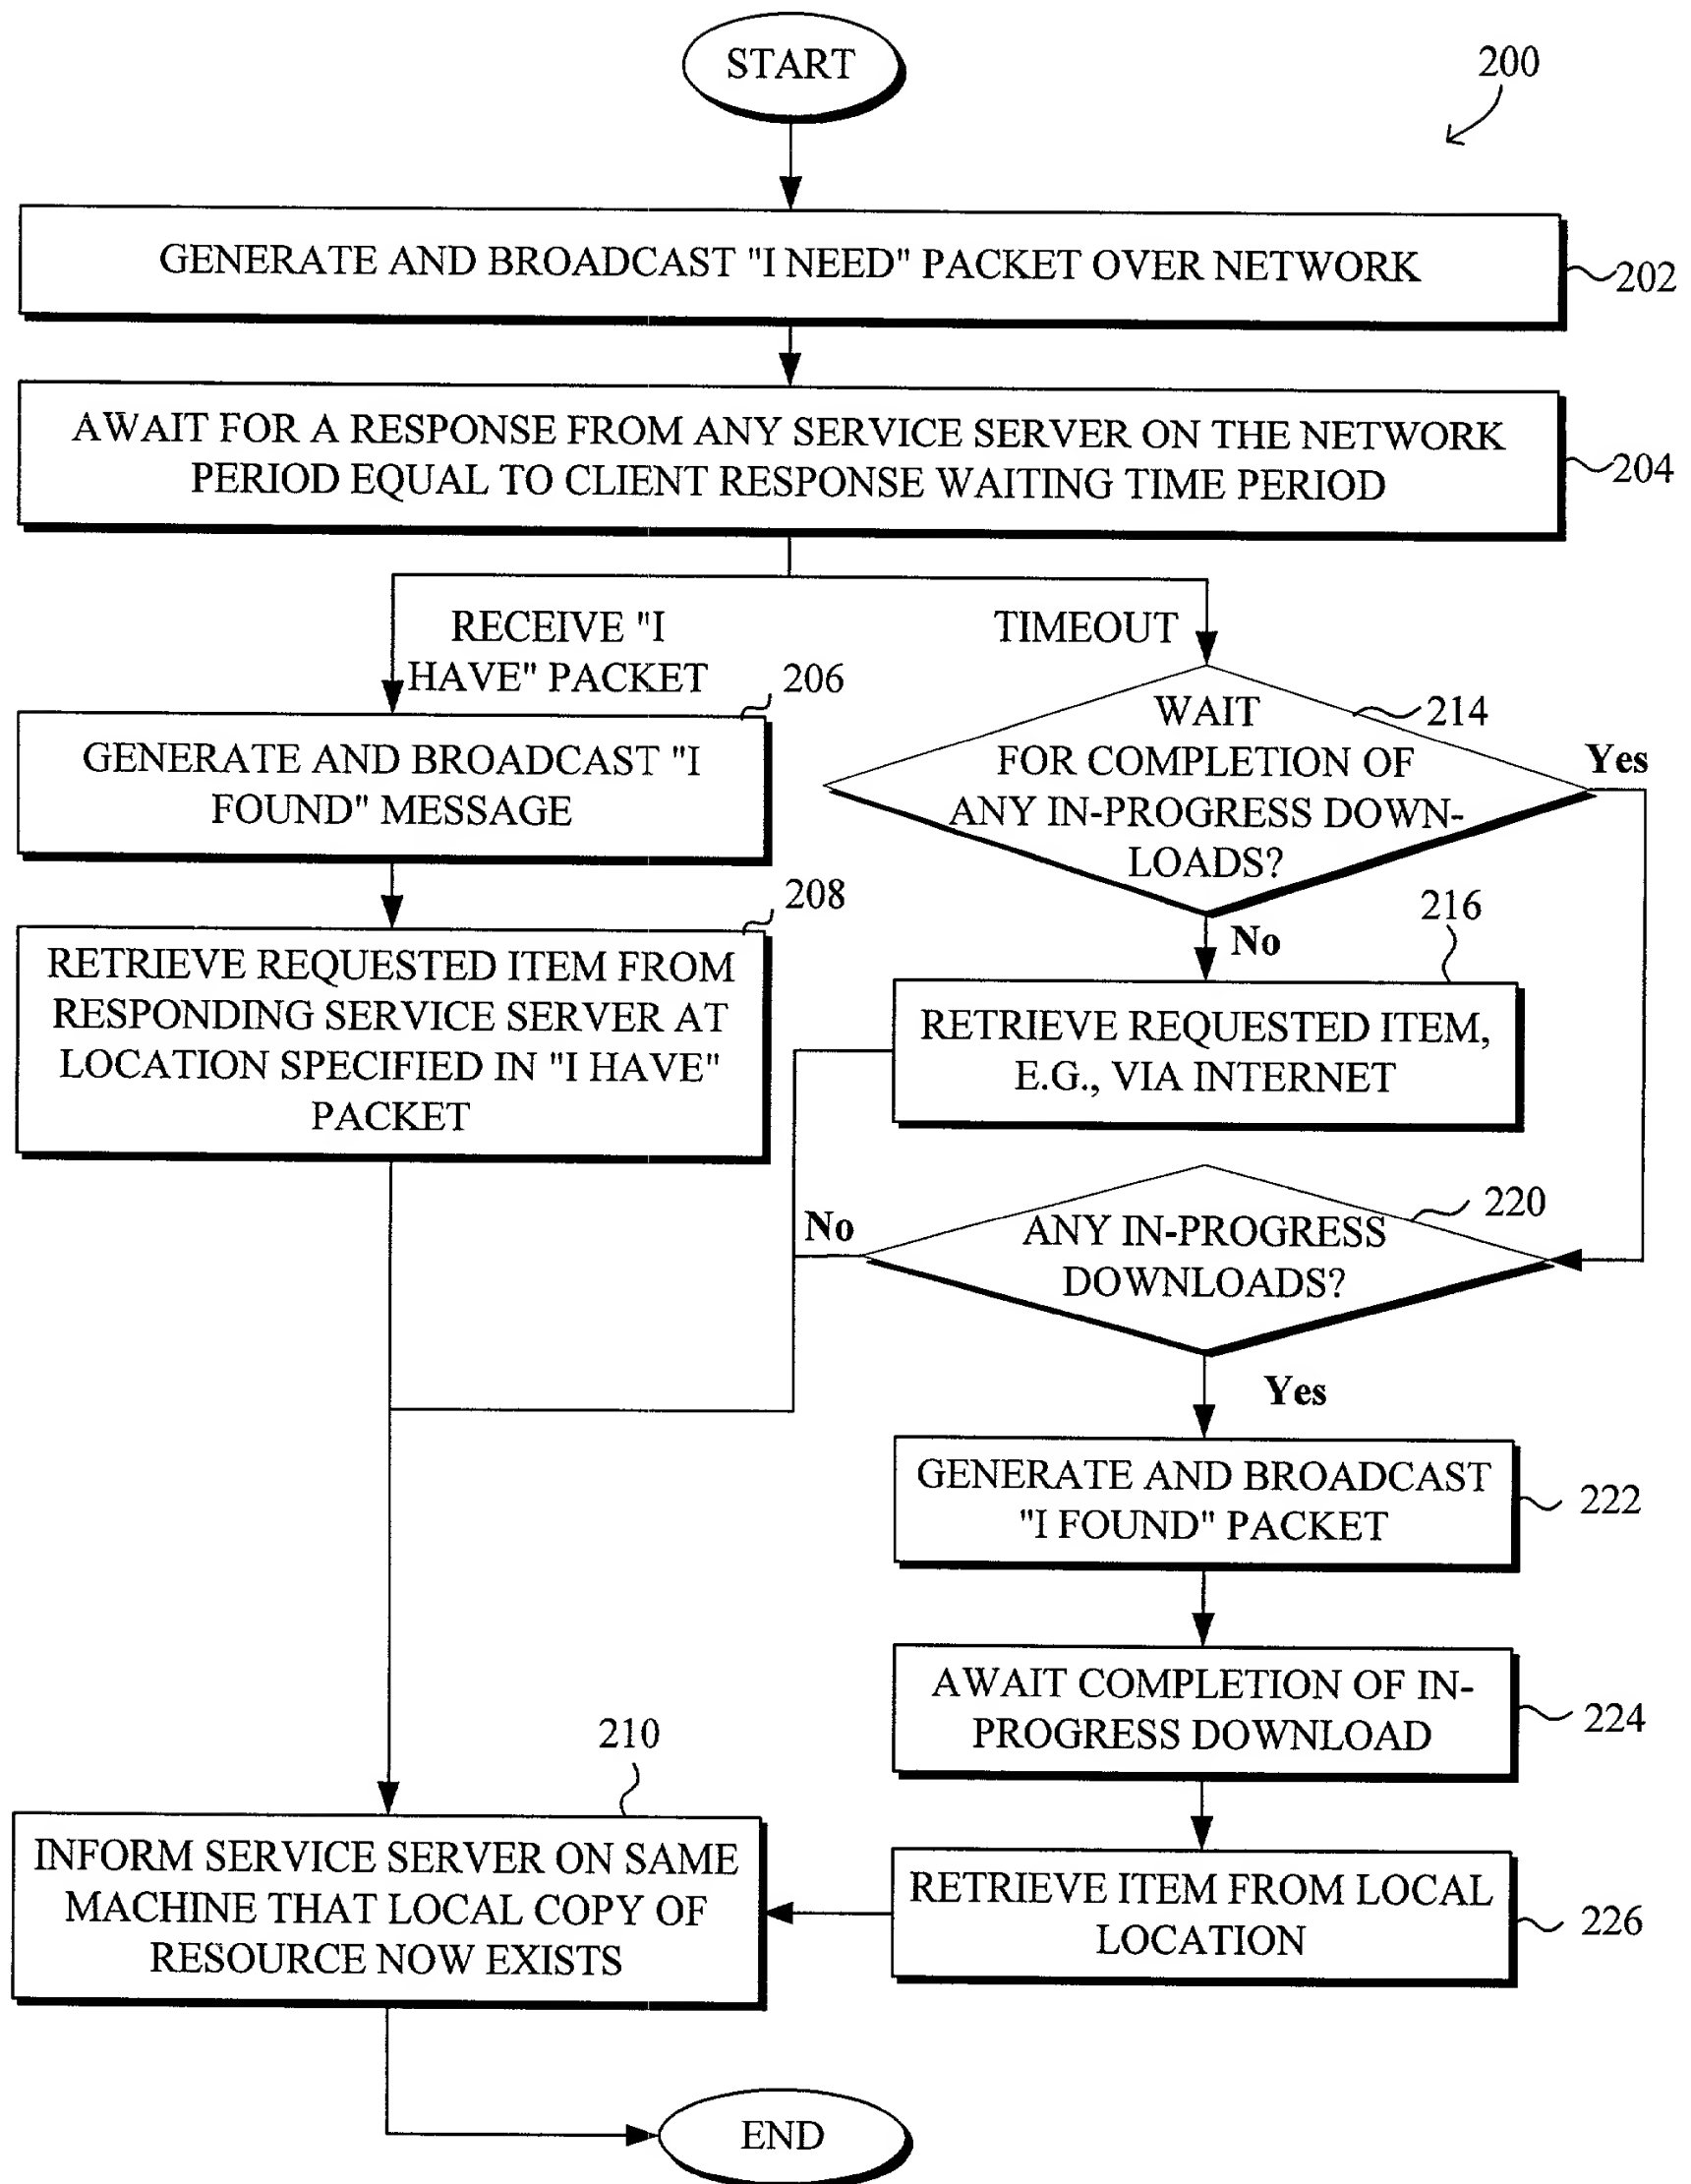 START
200
GENERATE AND BROADCAST "I NEED" PACKET OVER NETWORK
202
AWAIT FOR A RESPONSE FROM ANY SERVICE SERVER ON THE NETWORK
PERIOD EQUAL TO CLIENT RESPONSE WAITING TIME PERIOD
204
RECEIVE "I
HAVE" PACKET
TIMEOUT
206
GENERATE AND BROADCAST "I
FOUND" MESSAGE
214
WAIT
FOR COMPLETION OF
ANY IN-PROGRESS DOWN-
LOADS?
Yes
No
208
RETRIEVE REQUESTED ITEM FROM
RESPONDING SERVICE SERVER AT
LOCATION SPECIFIED IN "I HAVE"
PACKET
216
RETRIEVE REQUESTED ITEM,
E.G., VIA INTERNET
220
ANY IN-PROGRESS
DOWNLOADS?
No
Yes
GENERATE AND BROADCAST
"I FOUND" PACKET
222
AWAIT COMPLETION OF IN-
PROGRESS DOWNLOAD
224
210
INFORM SERVICE SERVER ON SAME
MACHINE THAT LOCAL COPY OF
RESOURCE NOW EXISTS
RETRIEVE ITEM FROM LOCAL
LOCATION
226
END